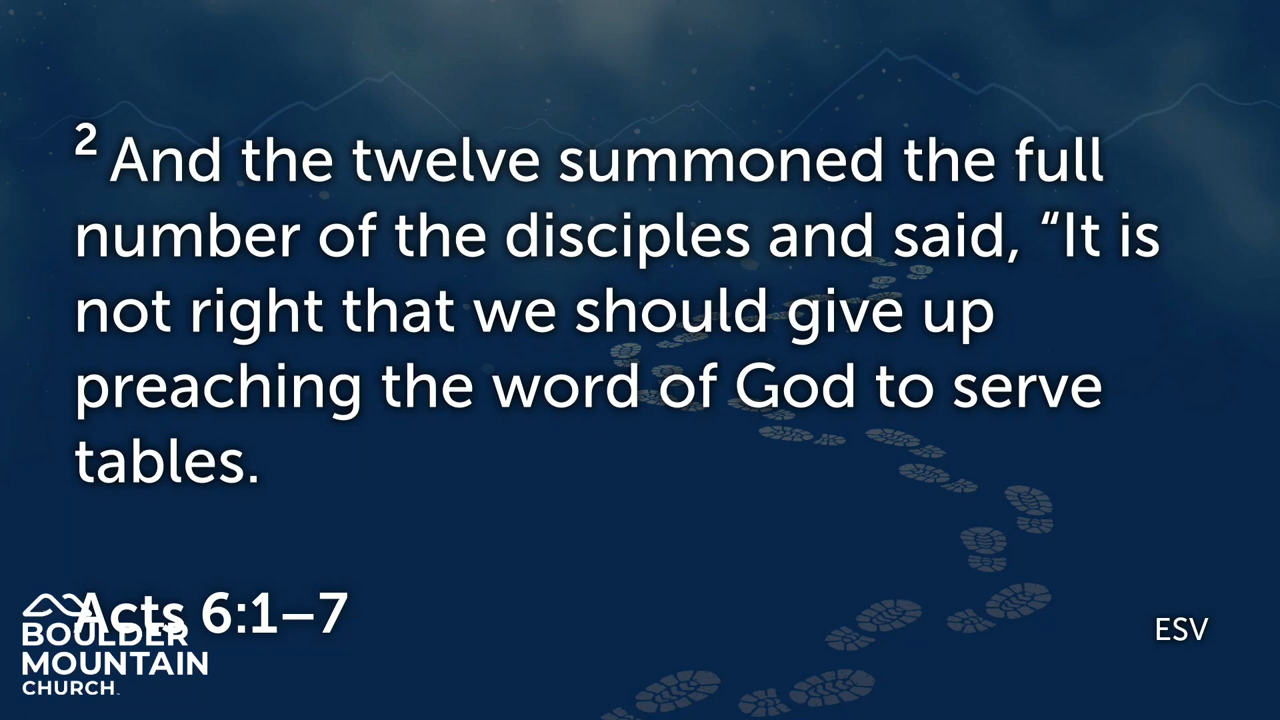 2 And the twelve summoned the full
number of the disciples and said, “It is
not right that we should give up
preaching the word of God to serve
tables.
Acts 6:1–7
ESV
BOULDER
MOUNTAIN
CHURCH